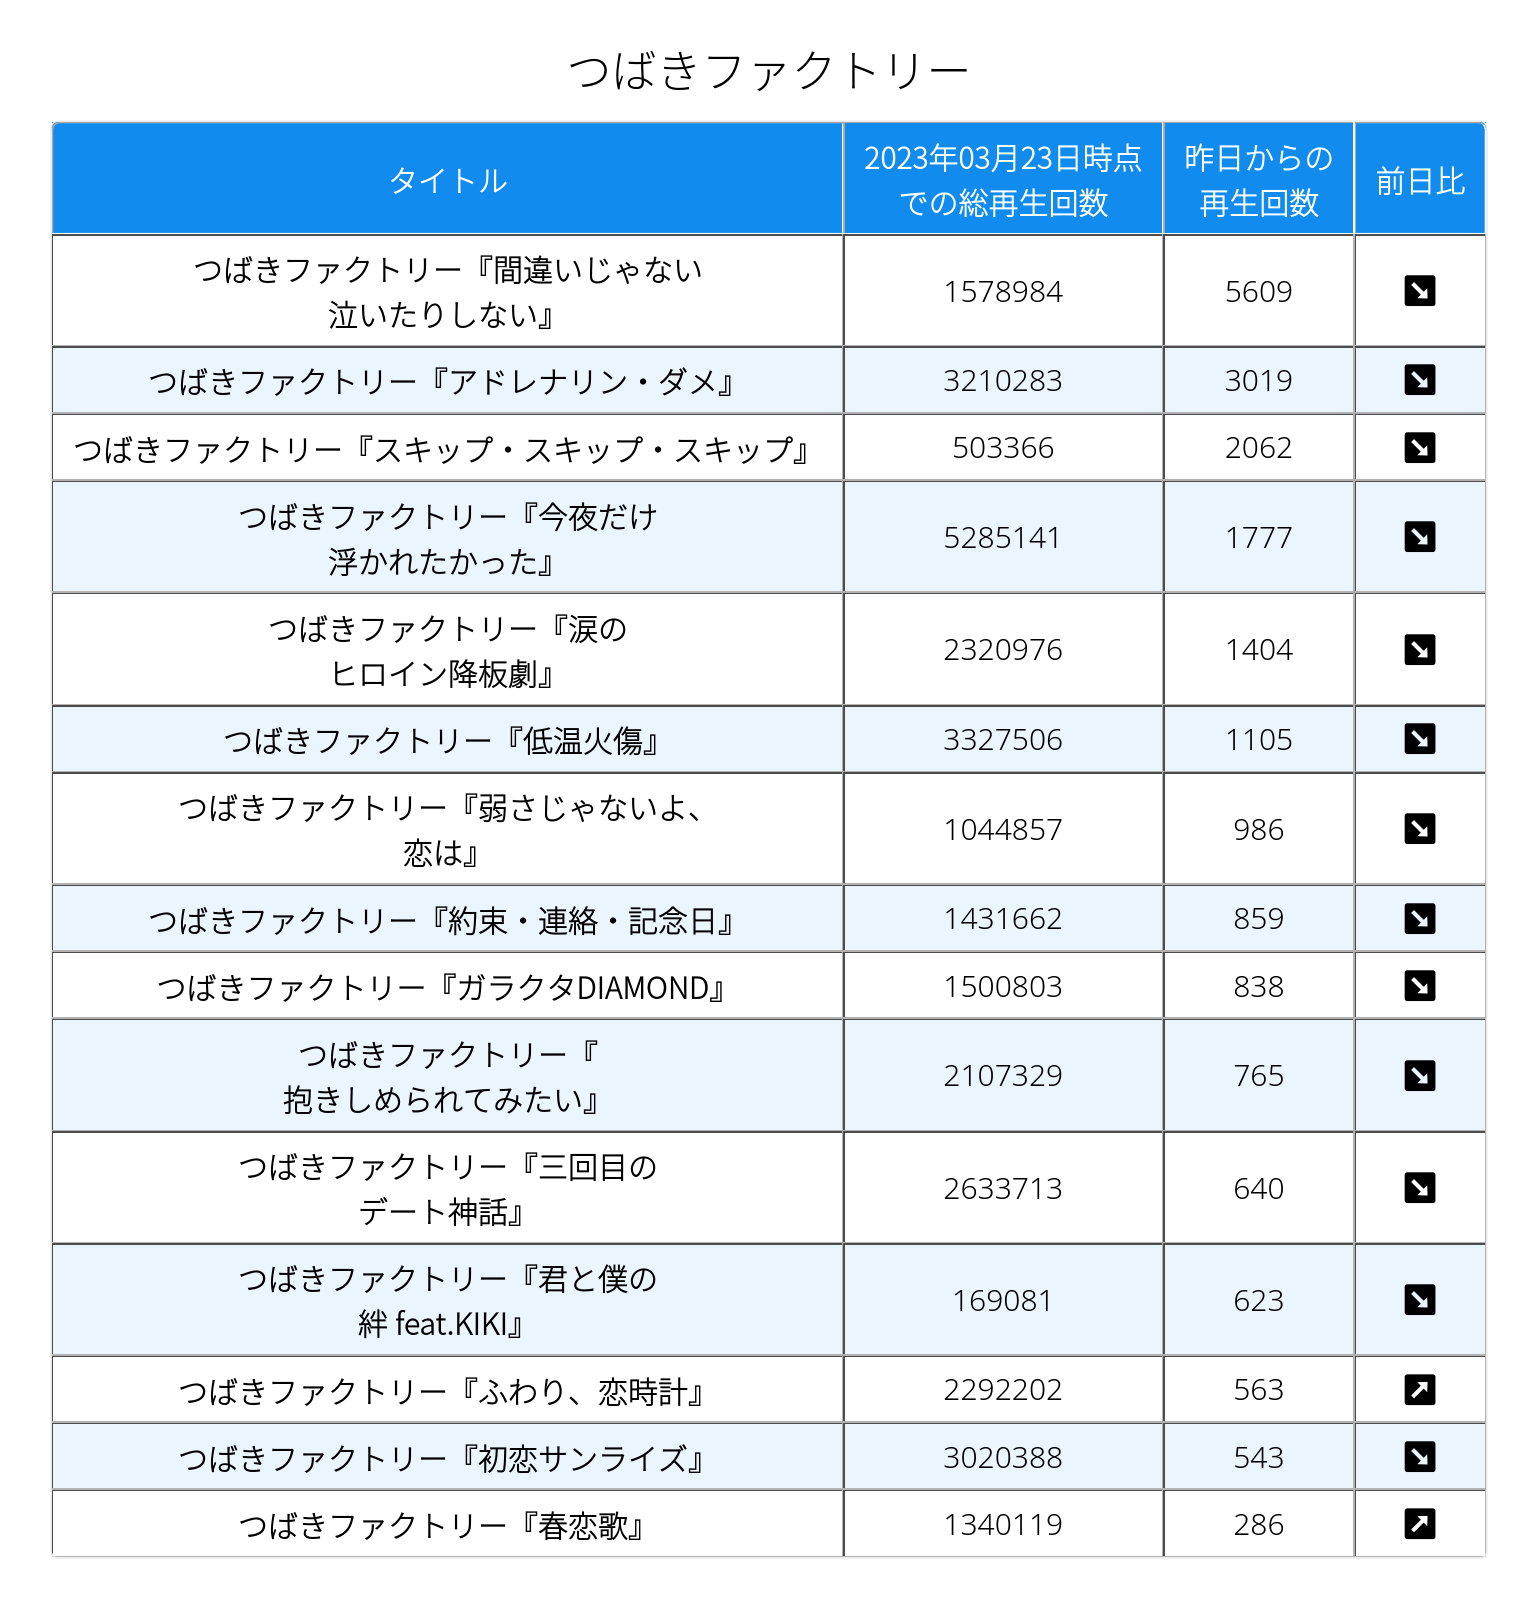 つばきファクトリー
タイトル
2023年03月23日時点
での総再生回数
昨日からの
再生回数
前日比
つばきファクトリー『間違いじゃない
泣いたりしない』
1578984
5609
つばきファクトリー『アドレナリン・ダメ』
3210283
3019
つばきファクトリー『スキップ・スキップ・スキップ』
503366
2062
つばきファクトリー『今夜だけ
浮かれたかった』
5285141
1777
つばきファクトリー『涙の
ヒロイン降板劇』
2320976
1404
つばきファクトリー『低温火傷』
3327506
1105
つばきファクトリー『弱さじゃないよ、
恋は』
1044857
986
つばきファクトリー『約束・連絡・記念日』
1431662
859
つばきファクトリー『ガラクタDIAMOND』
1500803
838
つばきファクトリー『
抱きしめられてみたい』
2107329
765
つばきファクトリー『三回目の
デート神話』
2633713
640
つばきファクトリー『君と僕の
絆 feat.KIKI』
169081
623
つばきファクトリー『ふわり、恋時計』
2292202
563
つばきファクトリー『初恋サンライズ』
3020388
543
つばきファクトリー『春恋歌』
1340119
286